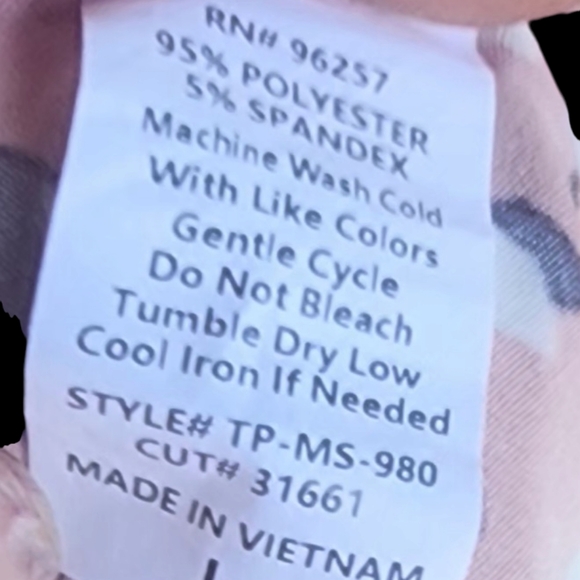 RN# 96257
95% POLYESTER
5% SPANDEX
Machine Wash Cold
With Like Colors
Gentle Cycle
Do Not Bleach
Tumble Dry Low
Cool Iron If Needed
STYLE# TP-MS-980
CUT# 31661
MADE IN VIETNAM